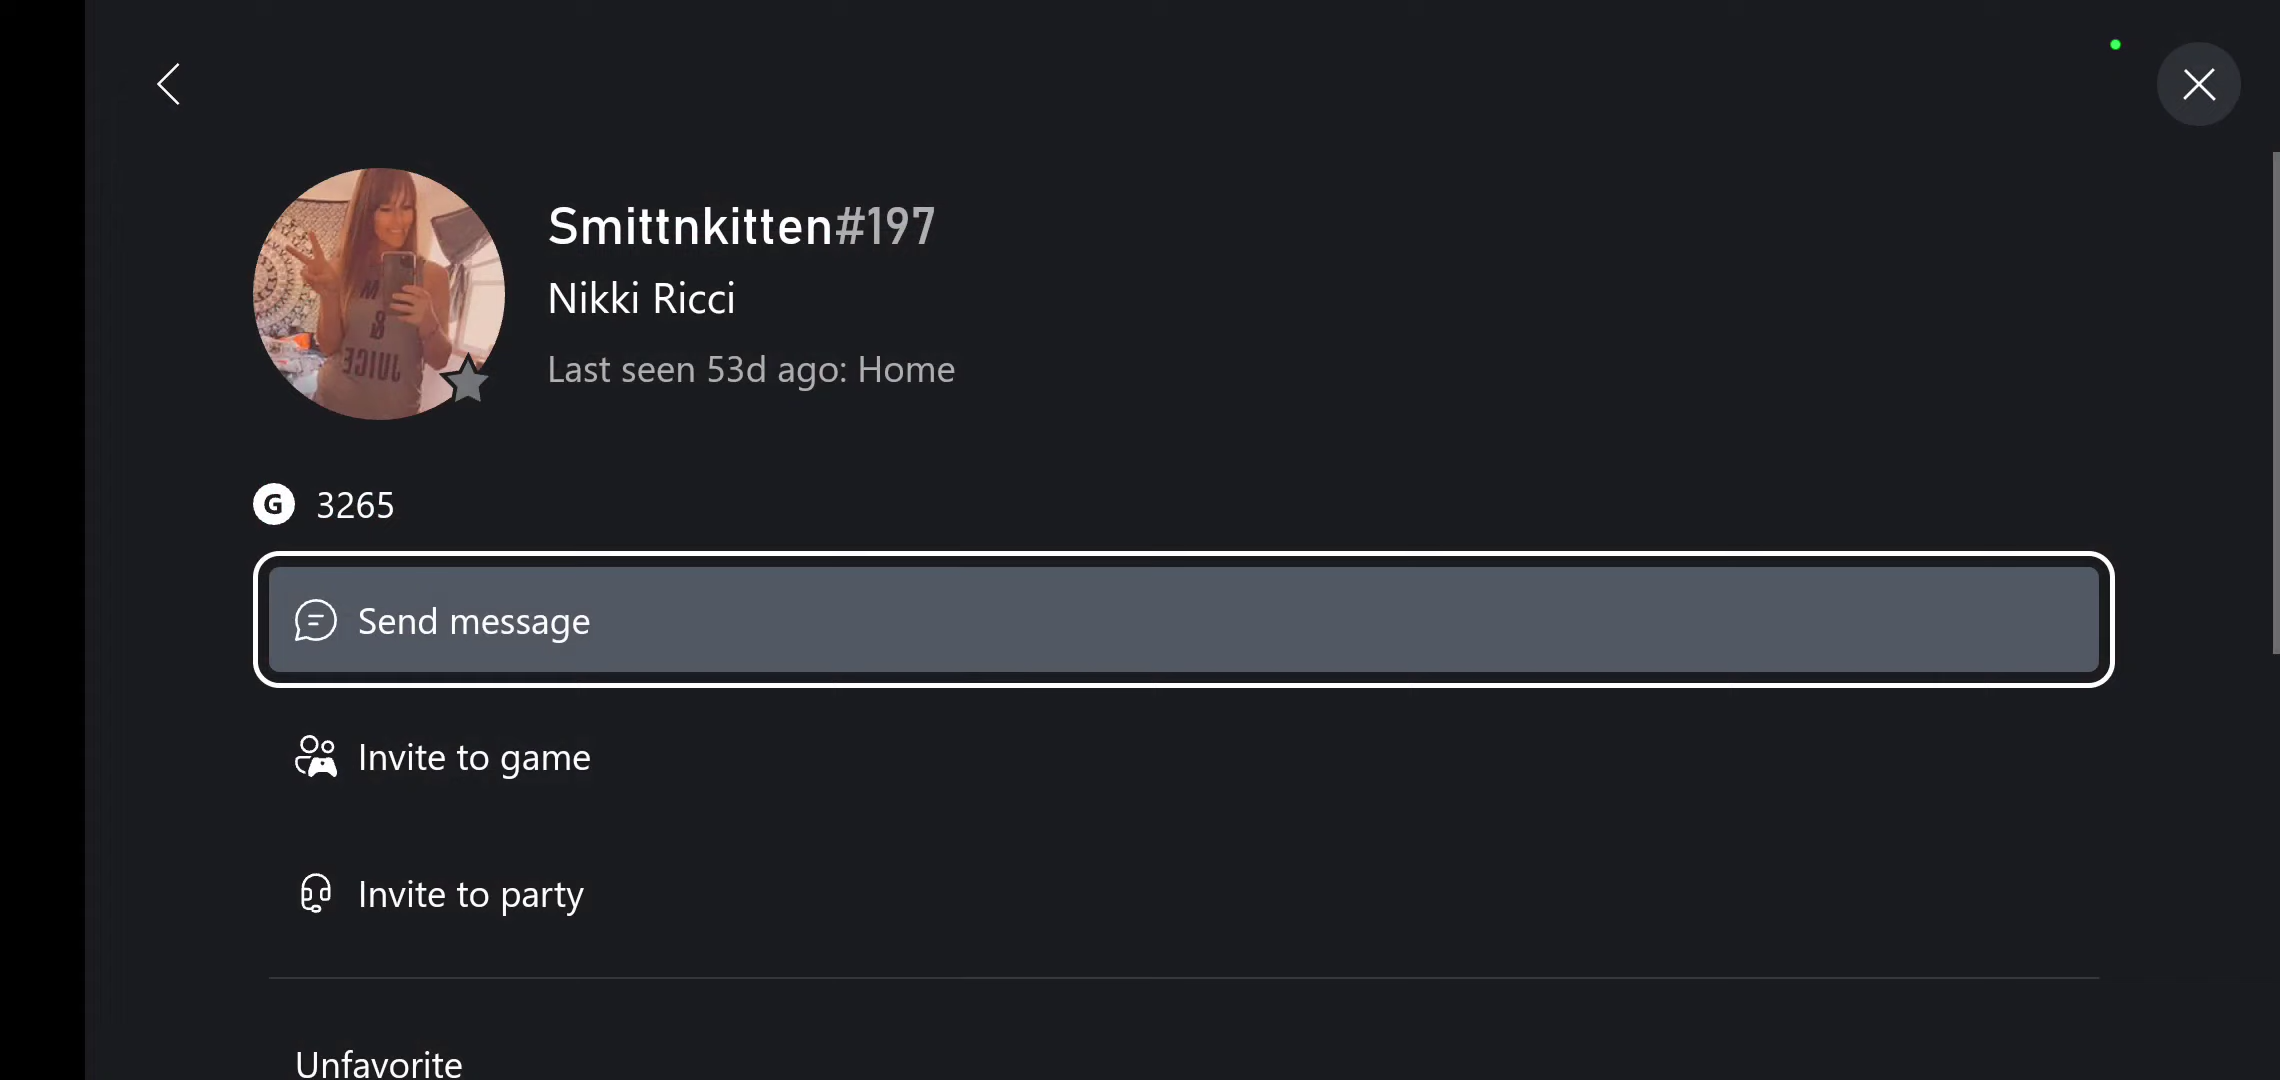 Smittnkitten#197
Nikki Ricci
Last seen 53d ago: Home
M
&
JUICE
G 3265
Send message
Invite to game
Invite to party
Unfavorite